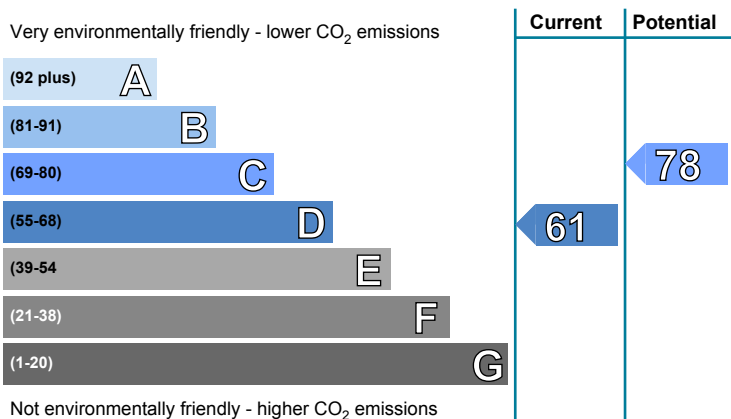 Current Potential
Very environmentally friendly - lower CO2 emissions
(92 plus) A
(81-91) B
(69-80) C
78
(55-68) D
61
(39-54 E
(21-38) F
(1-20) G
Not environmentally friendly - higher CO2 emissions